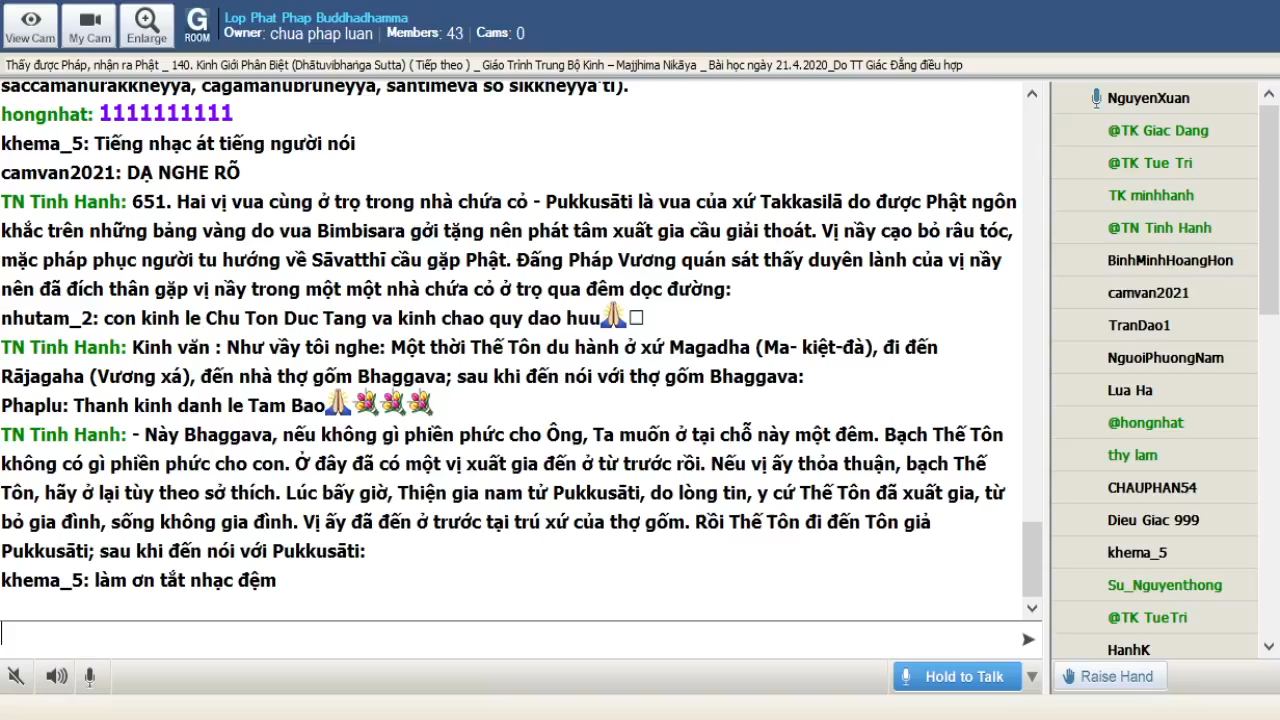 View Cam
My Cam
Enlarge
G
ROOM
Lop Phat Phap Buddhadhamma
Owner: chua phap luan | Members: 43 | Cams: 0
Thấy được Pháp, nhận ra Phật _ 140. Kinh Giới Phân Biệt (Dhātuvibhaṅga Sutta) ( Tiếp theo ) _ Giáo Trình Trung Bộ Kinh – Majjhima Nikāya _ Bài học ngày 21.4.2020_Do TT Giác Đẳng điều hợp
saccamanurakkheyya, cāgamanubrūheyya, santimeva so sikkheyyā'ti).
hongnhat: 1111111111
khema_5: Tiếng nhạc át tiếng người nói
camvan2021: DẠ NGHE RÕ
TN Tinh Hanh: 651. Hai vị vua cùng ở trọ trong nhà chứa cỏ - Pukkusāti là vua của xứ Takkasilā do được Phật ngôn
khắc trên những bảng vàng do vua Bimbisara gởi tặng nên phát tâm xuất gia cầu giải thoát. Vị nầy cạo bỏ râu tóc,
mặc pháp phục người tu hướng về Sāvatthī cầu gặp Phật. Đấng Pháp Vương quán sát thấy duyên lành của vị nầy
nên đã đích thân gặp vị nầy trong một một nhà chứa cỏ ở trọ qua đêm dọc đường:
nhutam_2: con kinh le Chu Ton Duc Tang va kinh chao quy dao huu🙏□
TN Tinh Hanh: Kinh văn : Như vầy tôi nghe: Một thời Thế Tôn du hành ở xứ Magadha (Ma- kiệt-đà), đi đến
Rājagaha (Vương xá), đến nhà thợ gốm Bhaggava; sau khi đến nói với thợ gốm Bhaggava:
Phaplu: Thanh kinh danh le Tam Bao🙏💐💐💐
TN Tinh Hanh: - Này Bhaggava, nếu không gì phiền phức cho Ông, Ta muốn ở tại chỗ này một đêm. Bạch Thế Tôn
không có gì phiền phức cho con. Ở đây đã có một vị xuất gia đến ở từ trước rồi. Nếu vị ấy thỏa thuận, bạch Thế
Tôn, hãy ở lại tùy theo sở thích. Lúc bấy giờ, Thiện gia nam tử Pukkusāti, do lòng tin, y cứ Thế Tôn đã xuất gia, từ
bỏ gia đình, sống không gia đình. Vị ấy đã đến ở trước tại trú xứ của thợ gốm. Rồi Thế Tôn đi đến Tôn giả
Pukkusāti; sau khi đến nói với Pukkusāti:
khema_5: làm ơn tắt nhạc đệm
Hold to Talk
NguyenXuan
@TK Giac Dang
@TK Tue Tri
TK minhhanh
@TN Tinh Hanh
BinhMinhHoangHon
camvan2021
TranDao1
NguoiPhuongNam
Lua Ha
@hongnhat
thy lam
CHAUPHAN54
Dieu Giac 999
khema_5
Su_Nguyenthong
@TK TueTri
HanhK
Raise Hand